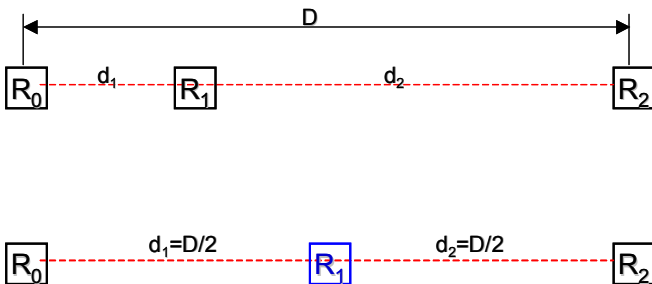 D
d₁ d₂
R₀ R₁ R₂
d₁=D/2 d₂=D/2
R₀ R₁ R₂